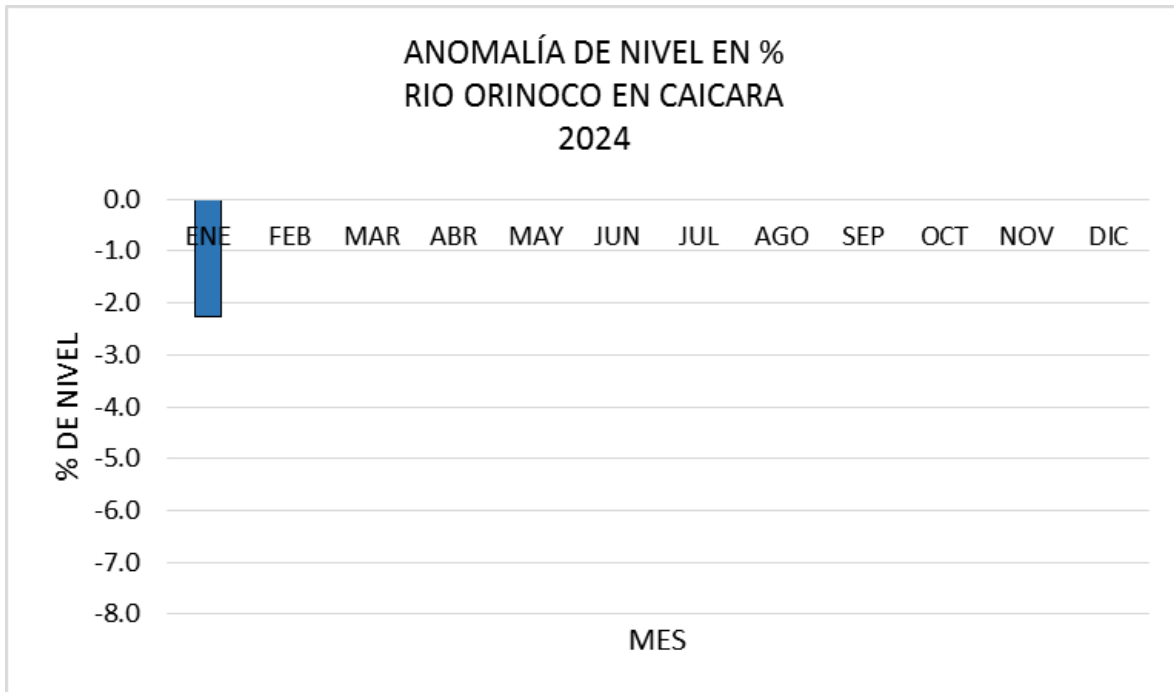 ANOMALÍA DE NIVEL EN %
RIO ORINOCO EN CAICARA
2024
0.0
ENE FEB MAR ABR MAY JUN JUL AGO SEP OCT NOV DIC
-1.0
-2.0
-3.0
-4.0
-5.0
-6.0
-7.0
-8.0
% DE NIVEL
MES